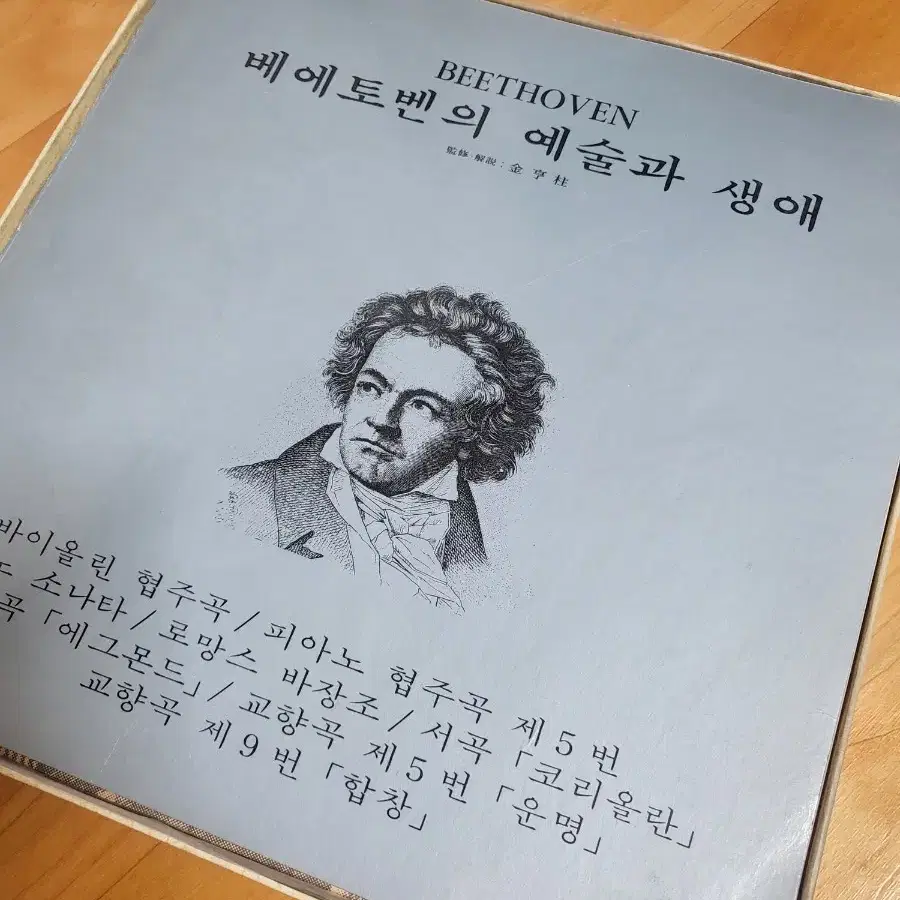 BEETHOVEN
베에토벤의 예술과 생애
監修·解説：金亨柱
바이올린 협주곡/피아노 협주곡 제5번
소나타/로망스 바장조/서곡「코리올란」
곡「에그몬드」/교향곡 제5번「운명」
교향곡 제9번「합창」